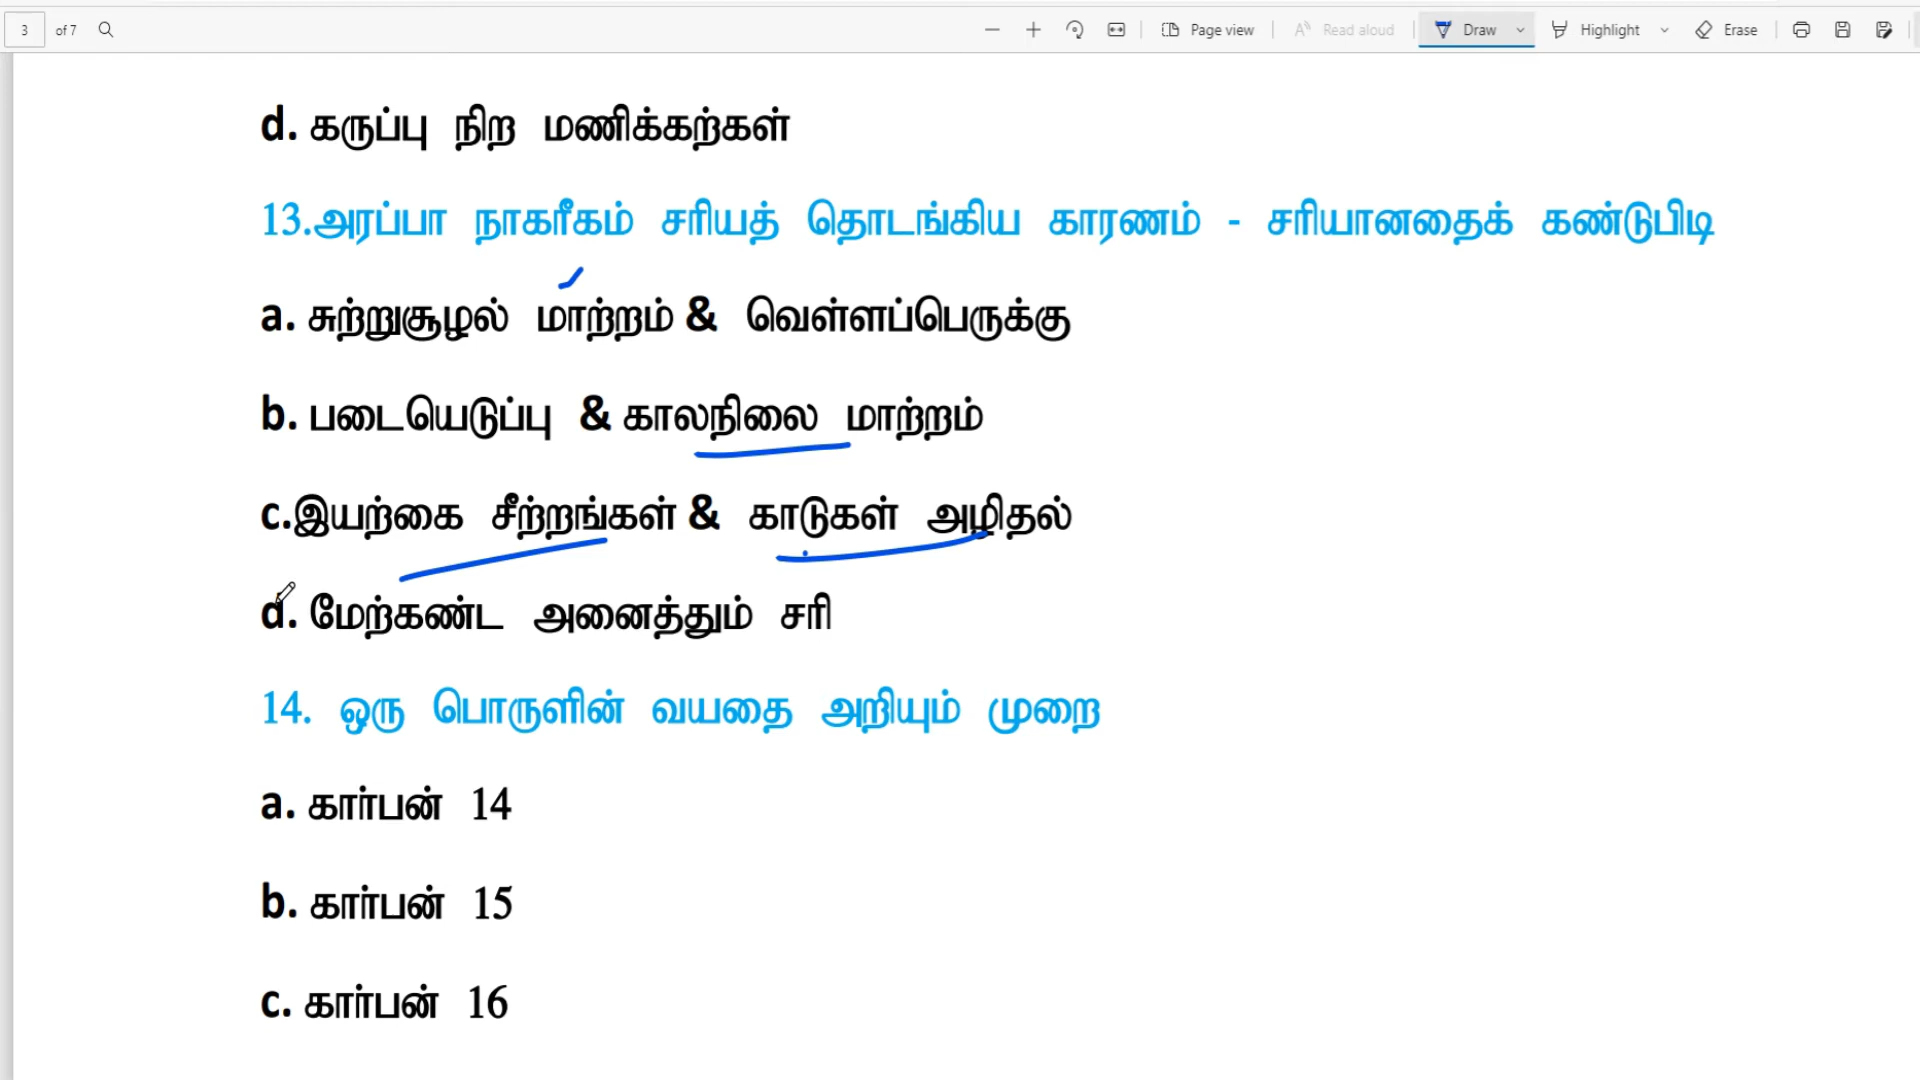 3 of 7 Page view Read aloud Draw Highlight Erase
d. கருப்பு நிற மணிக்கற்கள்
13.அரப்பா நாகரீகம் சரியத் தொடங்கிய காரணம் - சரியானதைக் கண்டுபிடி
a. சுற்றுசூழல் மாற்றம் & வெள்ளப்பெருக்கு
b. படையெடுப்பு & காலநிலை மாற்றம்
c.இயற்கை சீற்றங்கள் & காடுகள் அழிதல்
d. மேற்கண்ட அனைத்தும் சரி
14. ஒரு பொருளின் வயதை அறியும் முறை
a. கார்பன் 14
b. கார்பன் 15
c. கார்பன் 16